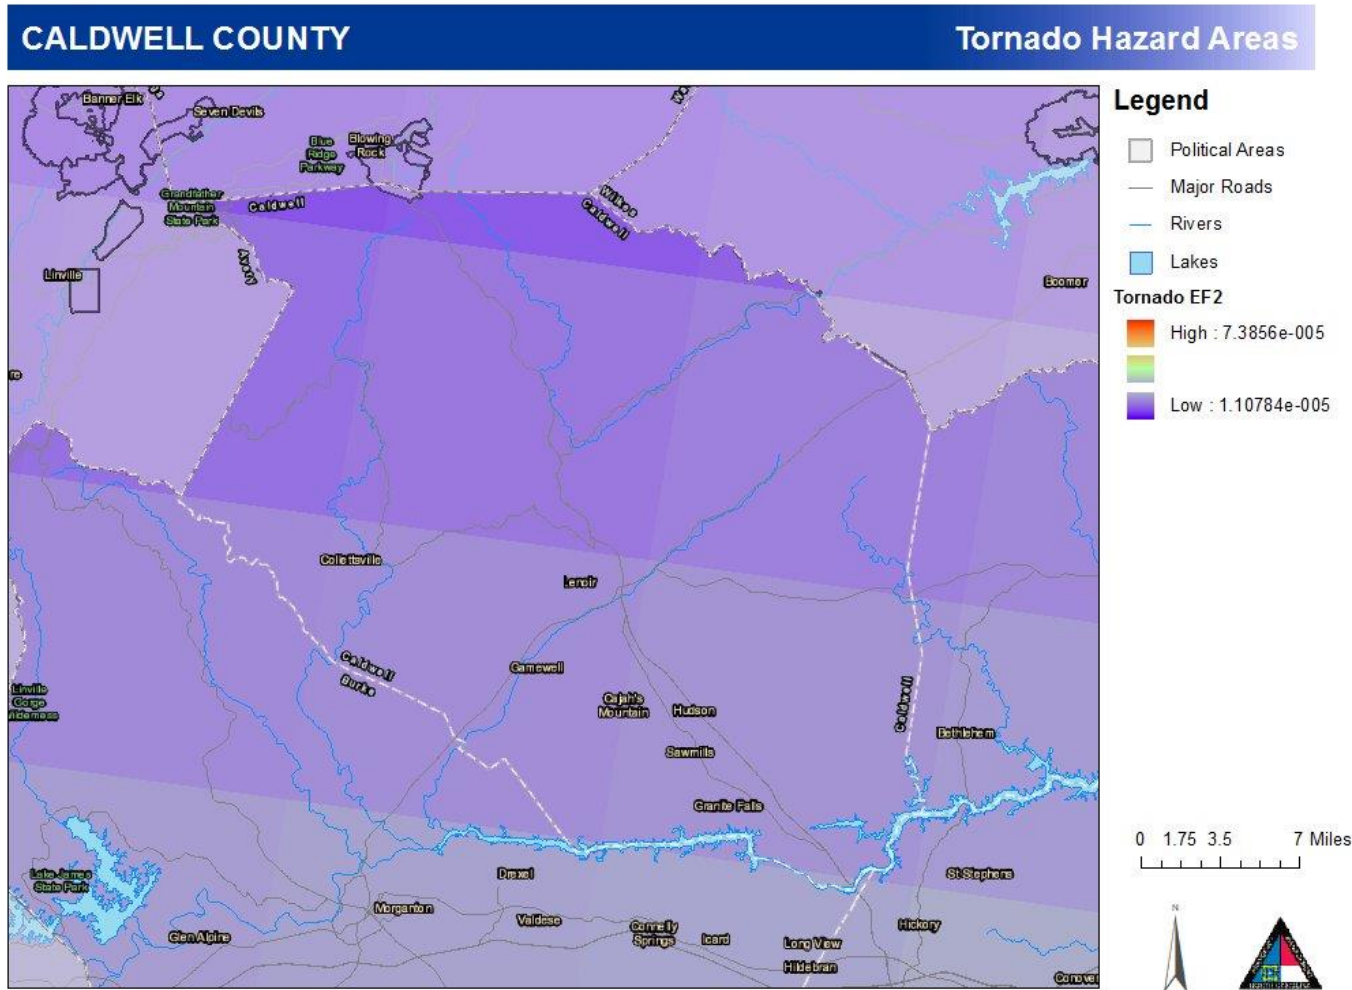 CALDWELL COUNTY
Tornado Hazard Areas
Banner Elk
Seven Devils
Blue
Ridge
Parkway
Blowing
Rock
Grandfather
Mountain
State Park
Caldwell
Wilkes
Caldwell
Avery
Linville
Boomer
re
Collettsville
Lenoir
Caldwell
Burke
Gamewell
Cajah's
Mountain
Hudson
Sawmills
Caldwell
Bethlehem
Linville
Gorge
Wilderness
Granite Falls
Lake James
State Park
Drexel
St Stephens
Morganton
Valdese
Glen Alpine
Connelly
Springs
Icard
Long View
Hickory
Hildebran
Conover
Legend
Political Areas
Major Roads
Rivers
Lakes
Tornado EF2
High : 7.3856e-005
Low : 1.10784e-005
0 1.75 3.5 7 Miles
N